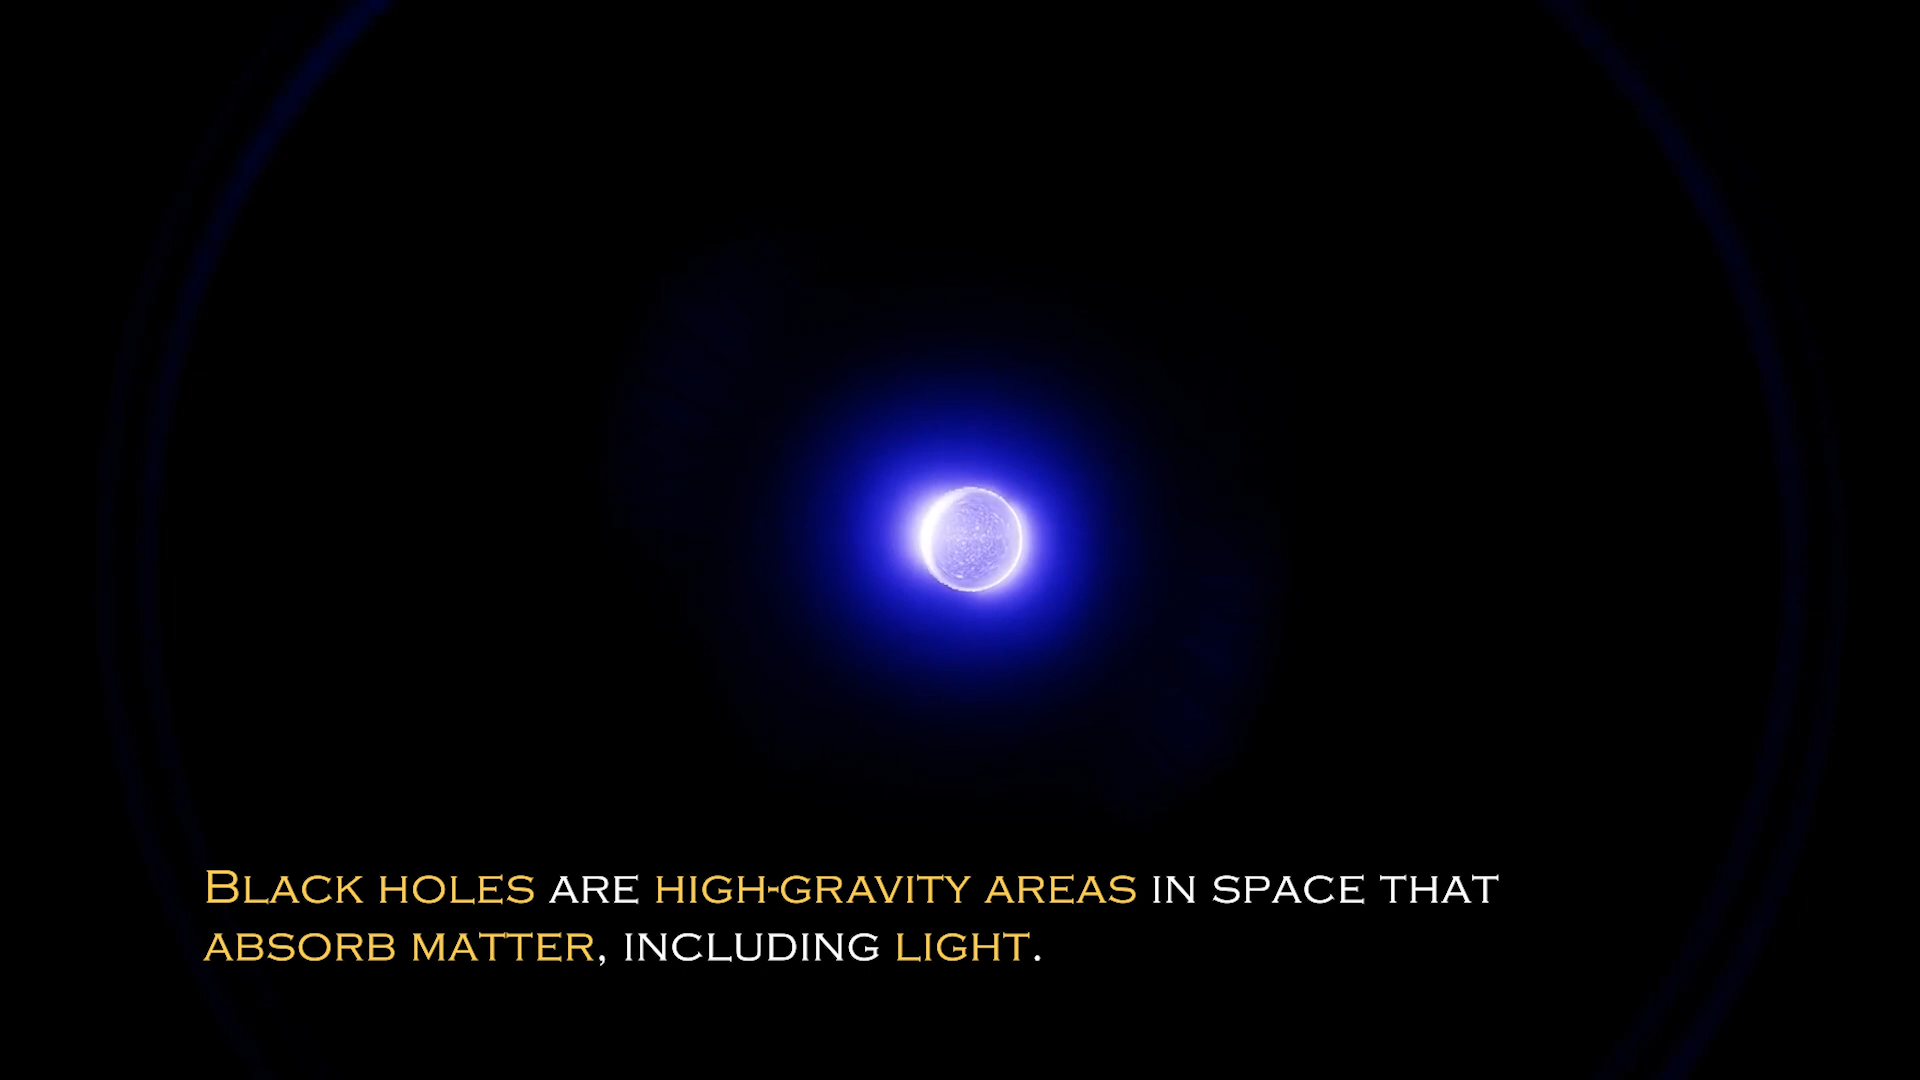 Black holes are high-gravity areas in space that
absorb matter, including light.